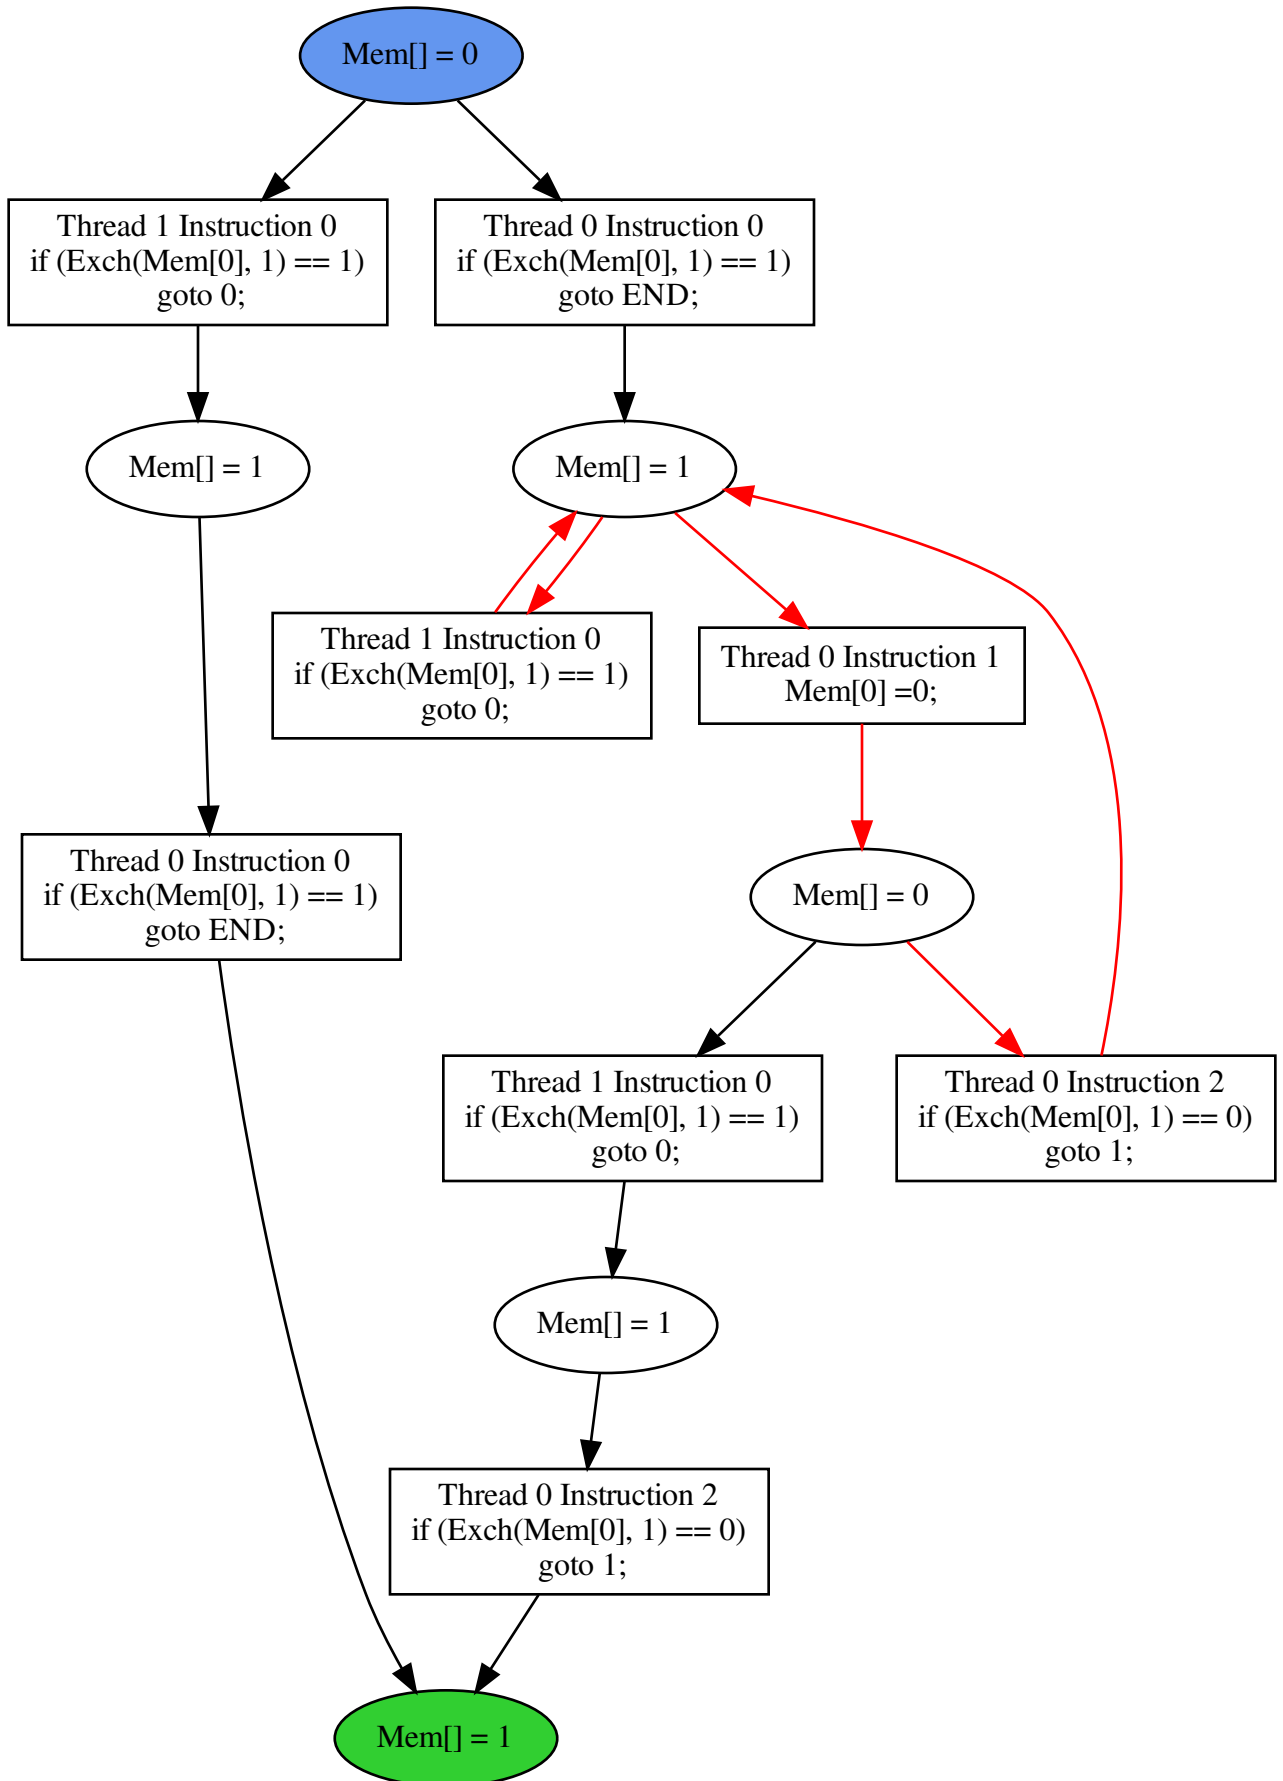 Mem[] = 0
Thread 1 Instruction 0
if (Exch(Mem[0], 1) == 1)
goto 0;
Thread 0 Instruction 0
if (Exch(Mem[0], 1) == 1)
goto END;
Mem[] = 1
Mem[] = 1
Thread 1 Instruction 0
if (Exch(Mem[0], 1) == 1)
goto 0;
Thread 0 Instruction 1
Mem[0] =0;
Thread 0 Instruction 0
if (Exch(Mem[0], 1) == 1)
goto END;
Mem[] = 0
Thread 1 Instruction 0
if (Exch(Mem[0], 1) == 1)
goto 0;
Thread 0 Instruction 2
if (Exch(Mem[0], 1) == 0)
goto 1;
Mem[] = 1
Thread 0 Instruction 2
if (Exch(Mem[0], 1) == 0)
goto 1;
Mem[] = 1